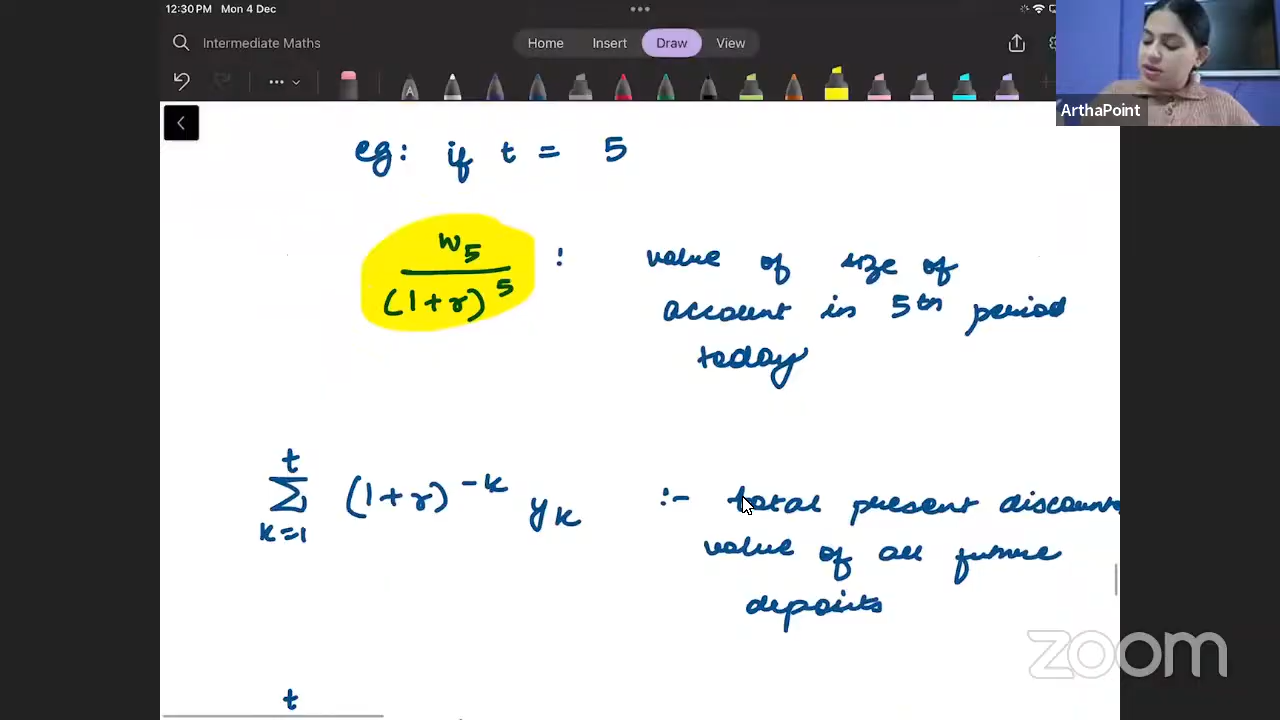 12:30 PM Mon 4 Dec
Intermediate Maths
Home Insert Draw View
ArthaPoint
eg: if t = 5
w₅
(1+r)⁵
: value of size of
account in 5th period
today
t
Σ (1+r)^-k yk :- total present discount
k=1
value of all future
deposits
zoom
t